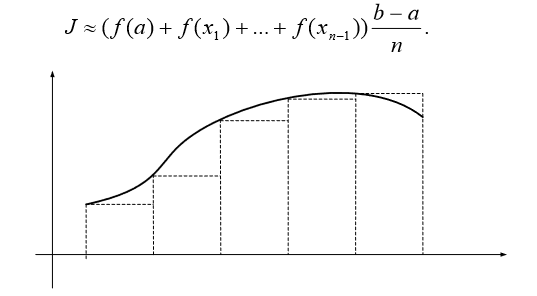 J ≈ (f(a) + f(x₁) + ... + f(xₙ₋₁)) (b − a)/n .